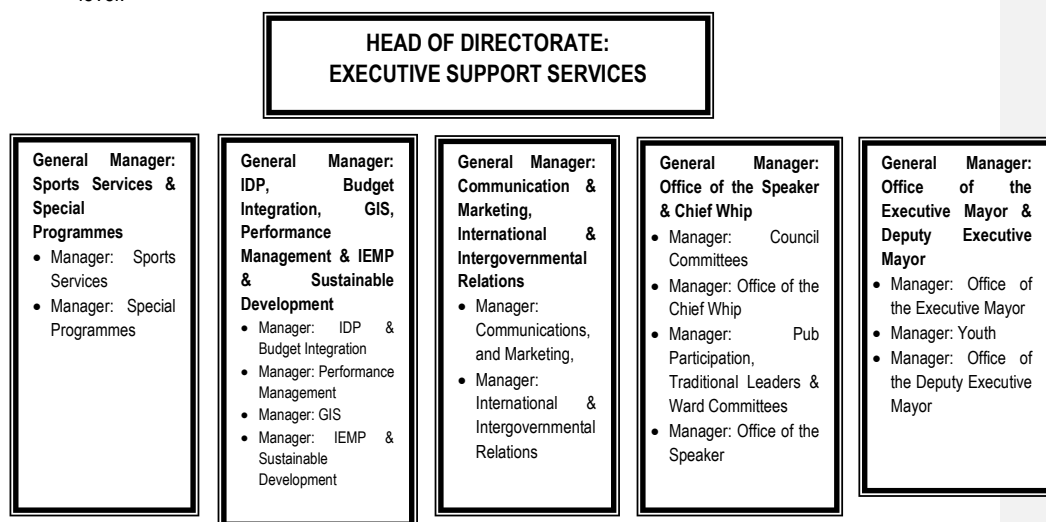 HEAD OF DIRECTORATE:
EXECUTIVE SUPPORT SERVICES
General Manager:
Sports Services &
Special
Programmes
• Manager: Sports
Services
• Manager: Special
Programmes
General Manager:
IDP, Budget
Integration, GIS,
Performance
Management & IEMP
& Sustainable
Development
• Manager: IDP &
Budget Integration
• Manager: Performance
Management
• Manager: GIS
• Manager: IEMP &
Sustainable
Development
General Manager:
Communication &
Marketing,
International &
Intergovernmental
Relations
• Manager:
Communications,
and Marketing,
• Manager:
International &
Intergovernmental
Relations
General Manager:
Office of the Speaker
& Chief Whip
• Manager: Council
Committees
• Manager: Office of the
Chief Whip
• Manager: Pub
Participation,
Traditional Leaders &
Ward Committees
• Manager: Office of the
Speaker
General Manager:
Office of the
Executive Mayor &
Deputy Executive
Mayor
• Manager: Office of
the Executive Mayor
• Manager: Youth
• Manager: Office of
the Deputy Executive
Mayor